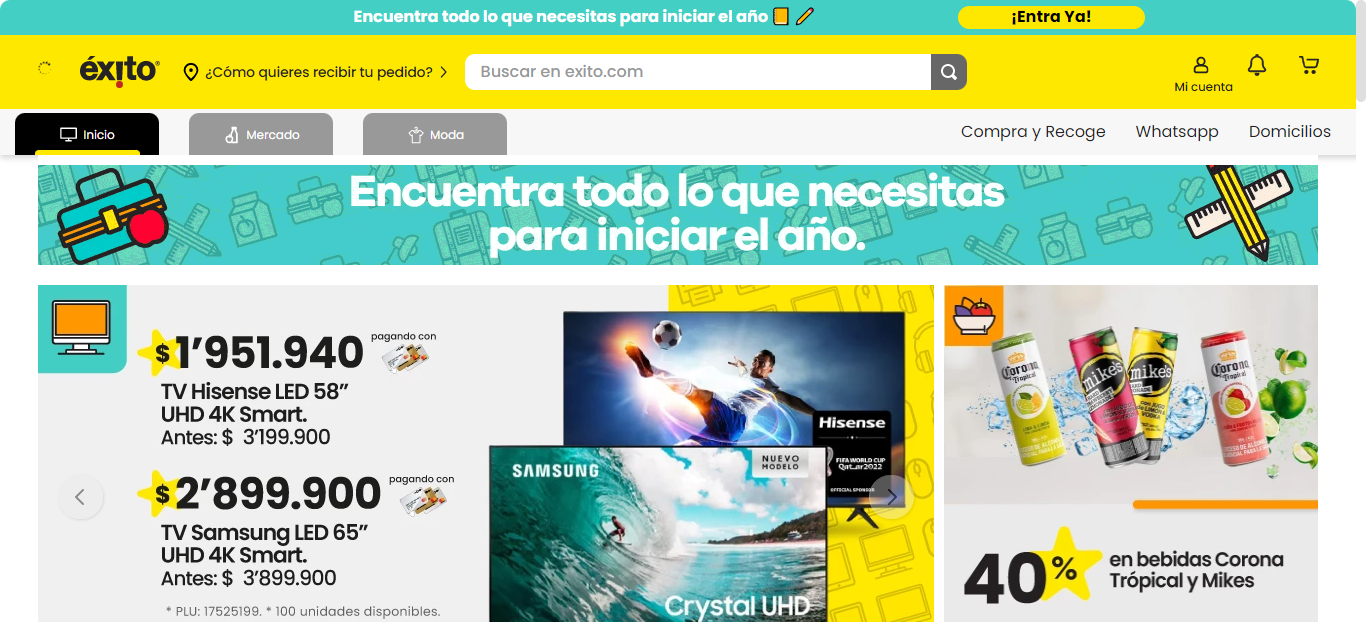 Encuentra todo lo que necesitas para iniciar el año
¡Entra Ya!
éxito
¿Cómo quieres recibir tu pedido?
Buscar en exito.com
Mi cuenta
Inicio
Mercado
Moda
Compra y Recoge
Whatsapp
Domicilios
Encuentra todo lo que necesitas
para iniciar el año.
$1’951.940
pagando con
TV Hisense LED 58”
UHD 4K Smart.
Antes: $ 3’199.900
$2’899.900
pagando con
TV Samsung LED 65”
UHD 4K Smart.
Antes: $ 3’899.900
* PLU: 17525199. * 100 unidades disponibles.
Hisense
FIFA WORLD CUP
Qatar2022
OFFICIAL SPONSOR
SAMSUNG
NUEVO
MODELO
Crystal UHD
Corona
Tropical
mike's
mike's
Corona
Tropical
40%
en bebidas Corona
Trópical y Mikes